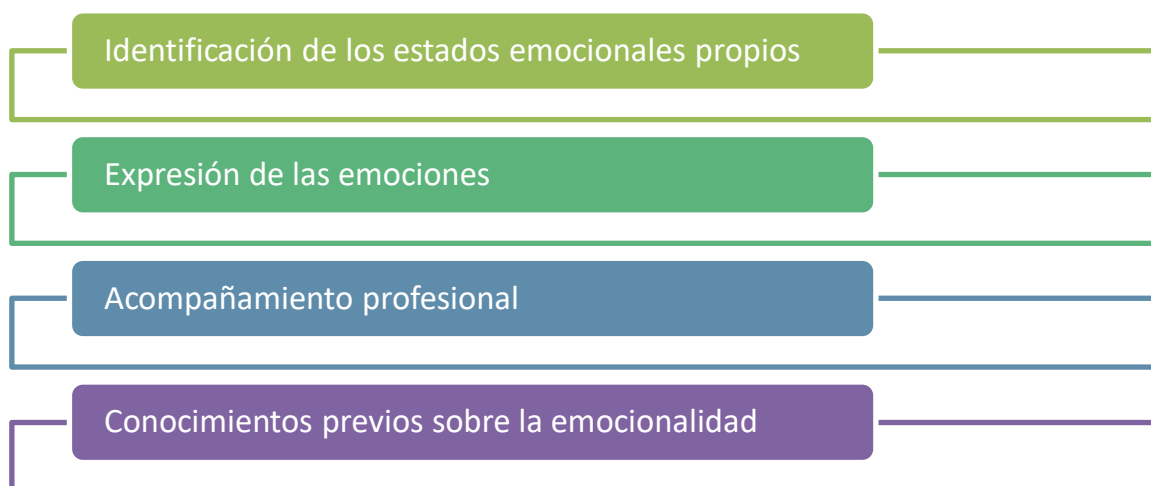 Identificación de los estados emocionales propios
Expresión de las emociones
Acompañamiento profesional
Conocimientos previos sobre la emocionalidad